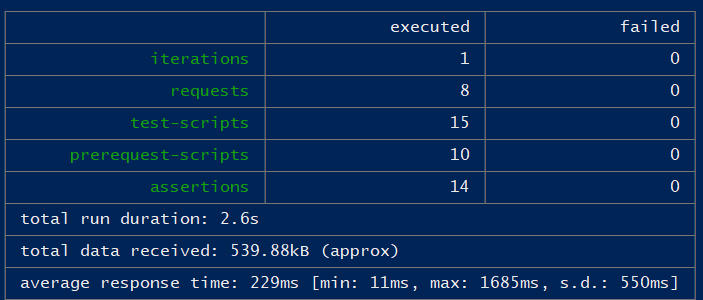 executed failed
iterations 1 0
requests 8 0
test-scripts 15 0
prerequest-scripts 10 0
assertions 14 0
total run duration: 2.6s
total data received: 539.88kB (approx)
average response time: 229ms [min: 11ms, max: 1685ms, s.d.: 550ms]